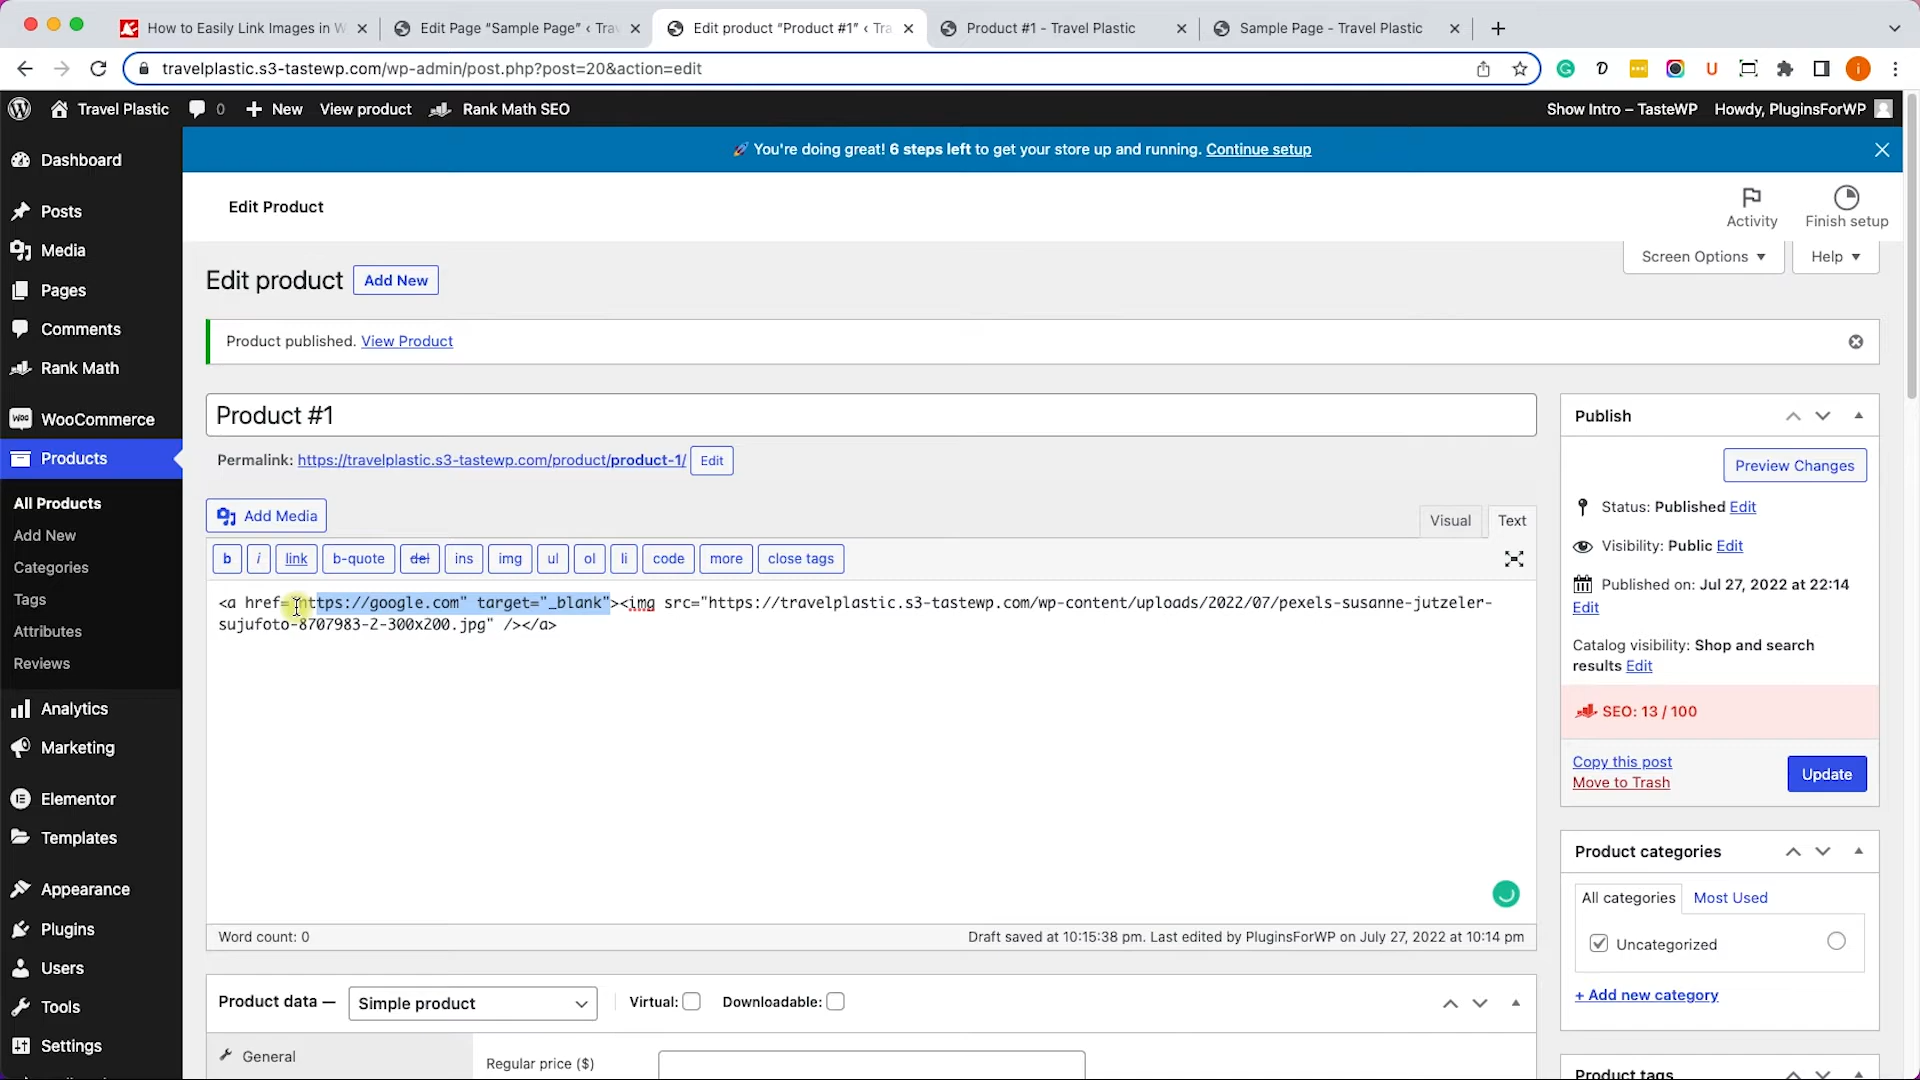 How to Easily Link Images in W
Edit Page “Sample Page” ‹ Tra
Edit product “Product #1” ‹ Tra
Product #1 - Travel Plastic
Sample Page - Travel Plastic
travelplastic.s3-tastewp.com/wp-admin/post.php?post=20&action=edit
Travel Plastic
0
New
View product
Rank Math SEO
Show Intro – TasteWP
Howdy, PluginsForWP
🚀 You're doing great! 6 steps left to get your store up and running. Continue setup
Dashboard
Posts
Media
Pages
Comments
Rank Math
WooCommerce
Products
All Products
Add New
Categories
Tags
Attributes
Reviews
Analytics
Marketing
Elementor
Templates
Appearance
Plugins
Users
Tools
Settings
Edit Product
Activity
Finish setup
Screen Options
Help
Edit product
Add New
Product published. View Product
Product #1
Permalink: https://travelplastic.s3-tastewp.com/product/product-1/ Edit
Add Media
Visual
Text
b
i
link
b-quote
del
ins
img
ul
ol
li
code
more
close tags
<a href="https://google.com" target="_blank"><img src="https://travelplastic.s3-tastewp.com/wp-content/uploads/2022/07/pexels-susanne-jutzeler-
sujufoto-8707983-2-300x200.jpg" /></a>
Word count: 0
Draft saved at 10:15:38 pm. Last edited by PluginsForWP on July 27, 2022 at 10:14 pm
Product data —
Simple product
Virtual:
Downloadable:
General
Regular price ($)
Publish
Preview Changes
Status: Published Edit
Visibility: Public Edit
Published on: Jul 27, 2022 at 22:14
Edit
Catalog visibility: Shop and search
results Edit
SEO: 13 / 100
Copy this post
Move to Trash
Update
Product categories
All categories
Most Used
Uncategorized
+ Add new category
Product tags